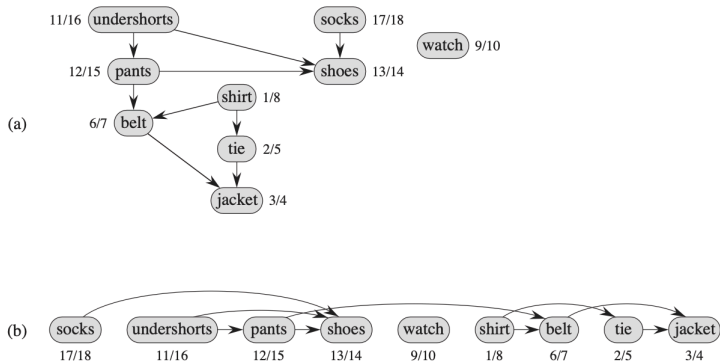 11/16 undershorts socks 17/18
watch 9/10
12/15 pants shoes 13/14
shirt 1/8
(a) 6/7 belt
tie 2/5
jacket 3/4
(b) socks undershorts pants shoes watch shirt belt tie jacket
17/18 11/16 12/15 13/14 9/10 1/8 6/7 2/5 3/4